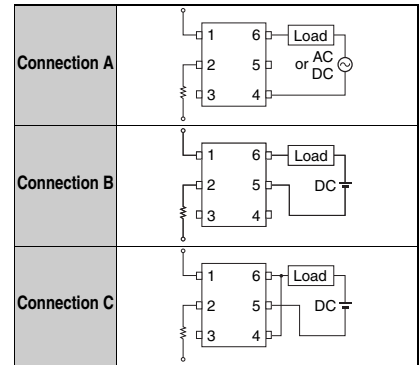 Connection A
1 6 Load
2 5 or AC
DC
3 4
Connection B
1 6 Load
2 5 DC
3 4
Connection C
1 6 Load
2 5 DC
3 4